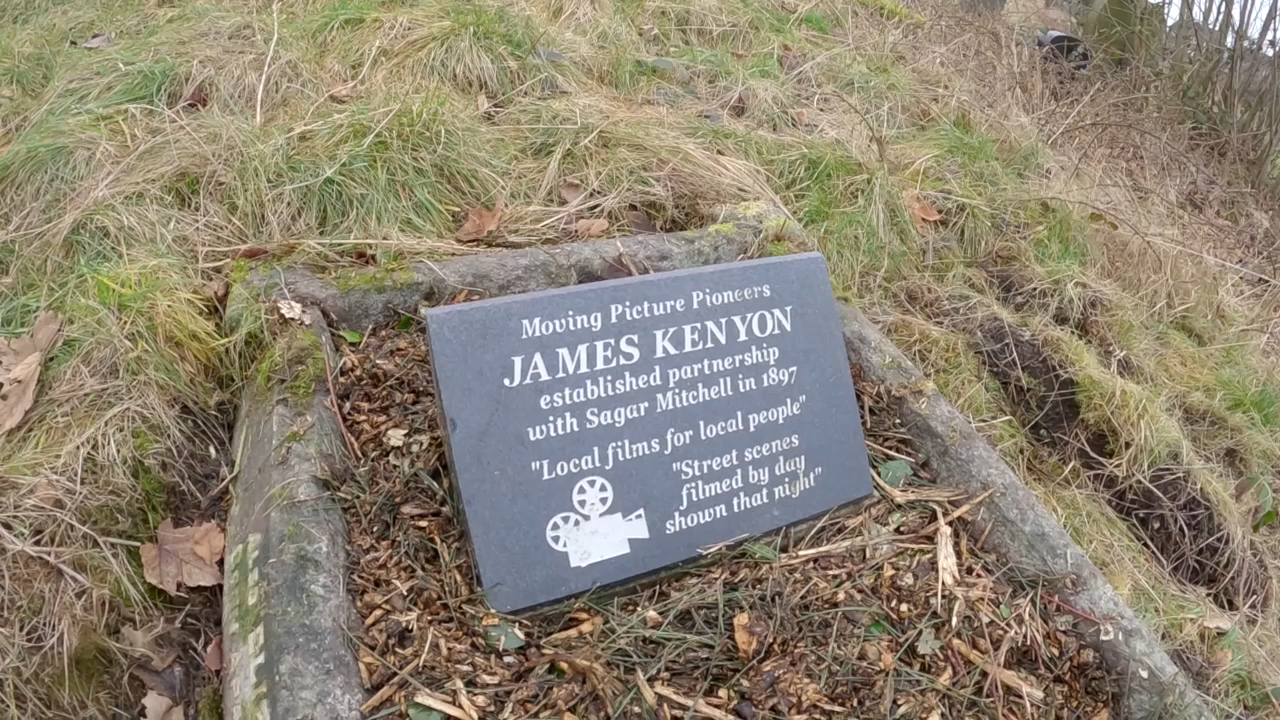 Moving Picture Pioneers
JAMES KENYON
established partnership
with Sagar Mitchell in 1897
"Local films for local people"
"Street scenes
filmed by day
shown that night"